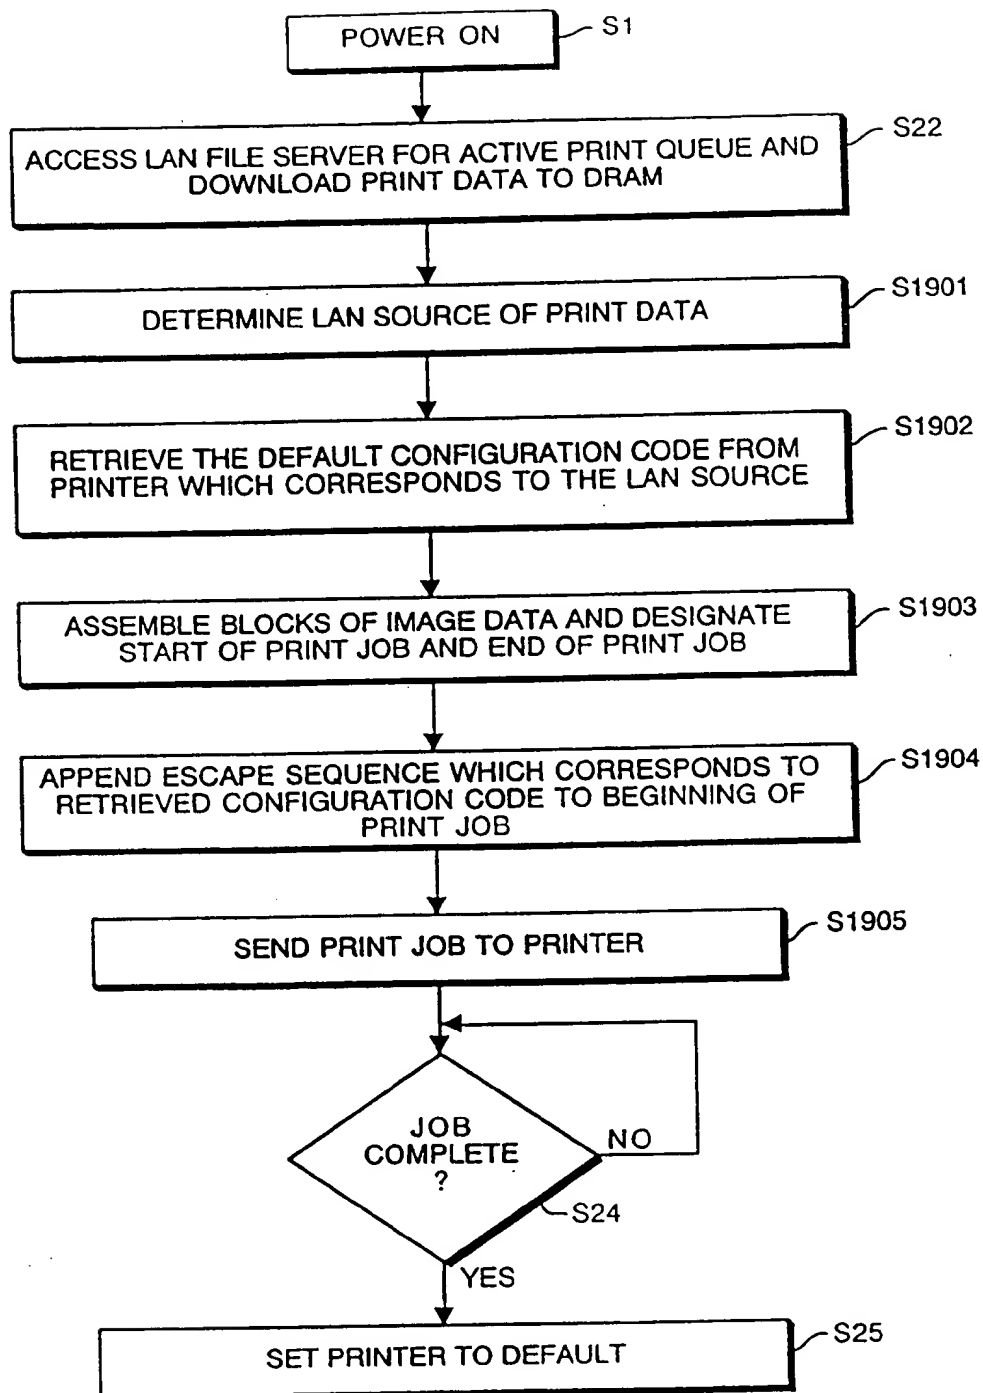 POWER ON
S1
ACCESS LAN FILE SERVER FOR ACTIVE PRINT QUEUE AND
DOWNLOAD PRINT DATA TO DRAM
S22
DETERMINE LAN SOURCE OF PRINT DATA
S1901
RETRIEVE THE DEFAULT CONFIGURATION CODE FROM
PRINTER WHICH CORRESPONDS TO THE LAN SOURCE
S1902
ASSEMBLE BLOCKS OF IMAGE DATA AND DESIGNATE
START OF PRINT JOB AND END OF PRINT JOB
S1903
APPEND ESCAPE SEQUENCE WHICH CORRESPONDS TO
RETRIEVED CONFIGURATION CODE TO BEGINNING OF
PRINT JOB
S1904
SEND PRINT JOB TO PRINTER
S1905
JOB
COMPLETE
?
NO
S24
YES
SET PRINTER TO DEFAULT
S25